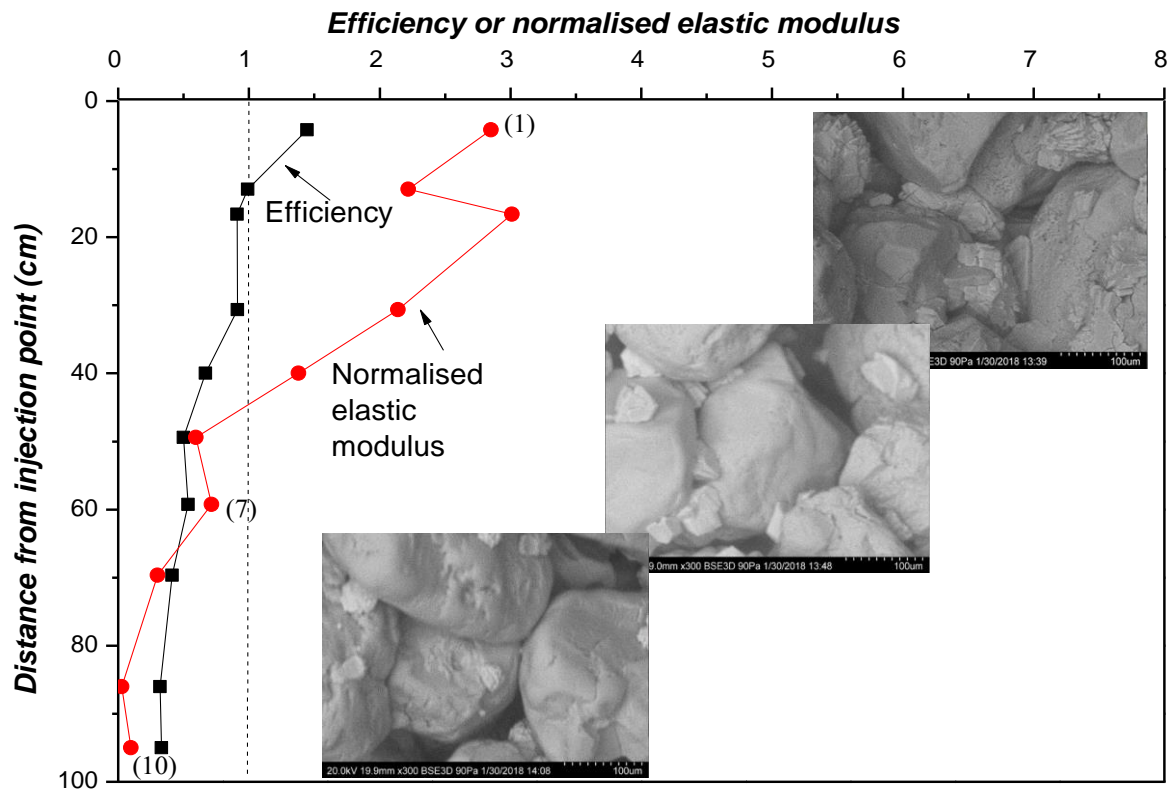 Efficiency or normalised elastic modulus
0 1 2 3 4 5 6 7 8
Distance from injection point (cm)
0
20
40
60
80
100
(1)
Efficiency
Normalised
elastic
modulus
(7)
(10)
BSE3D 90Pa 1/30/2018 13:39 100um
9.0mm x300 BSE3D 90Pa 1/30/2018 13:48 100um
20.0kV 19.9mm x300 BSE3D 90Pa 1/30/2018 14:08 100um